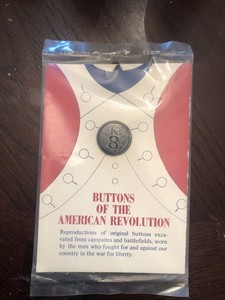 K
8
BUTTONS
OF THE
AMERICAN REVOLUTION
Reproductions of original buttons exca-
vated from campsites and battlefields, worn
by the men who fought for and against our
country in the war for liberty.